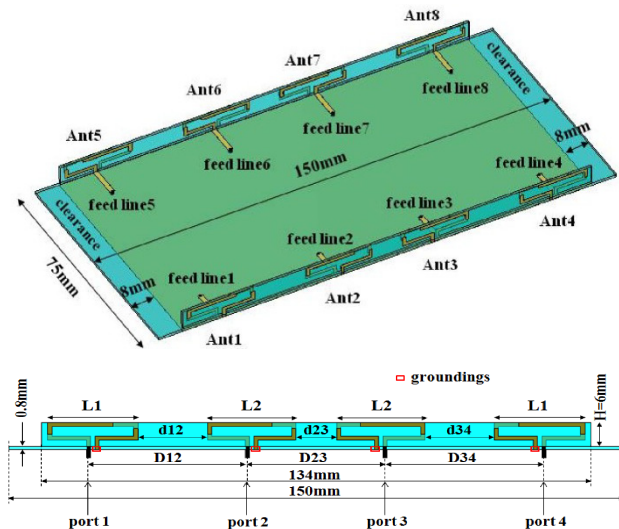 Ant8
Ant7
clearance
Ant6
feed line8
Ant5
feed line7
8mm
feed line6
150mm
feed line4
feed line5
feed line3
clearance
feed line2
Ant4
75mm
8mm
feed line1
Ant3
Ant2
Ant1
groundings
0.8mm
L1
L2
L2
L1
H=6mm
d12
d23
d34
D12
D23
D34
134mm
150mm
port 1
port 2
port 3
port 4